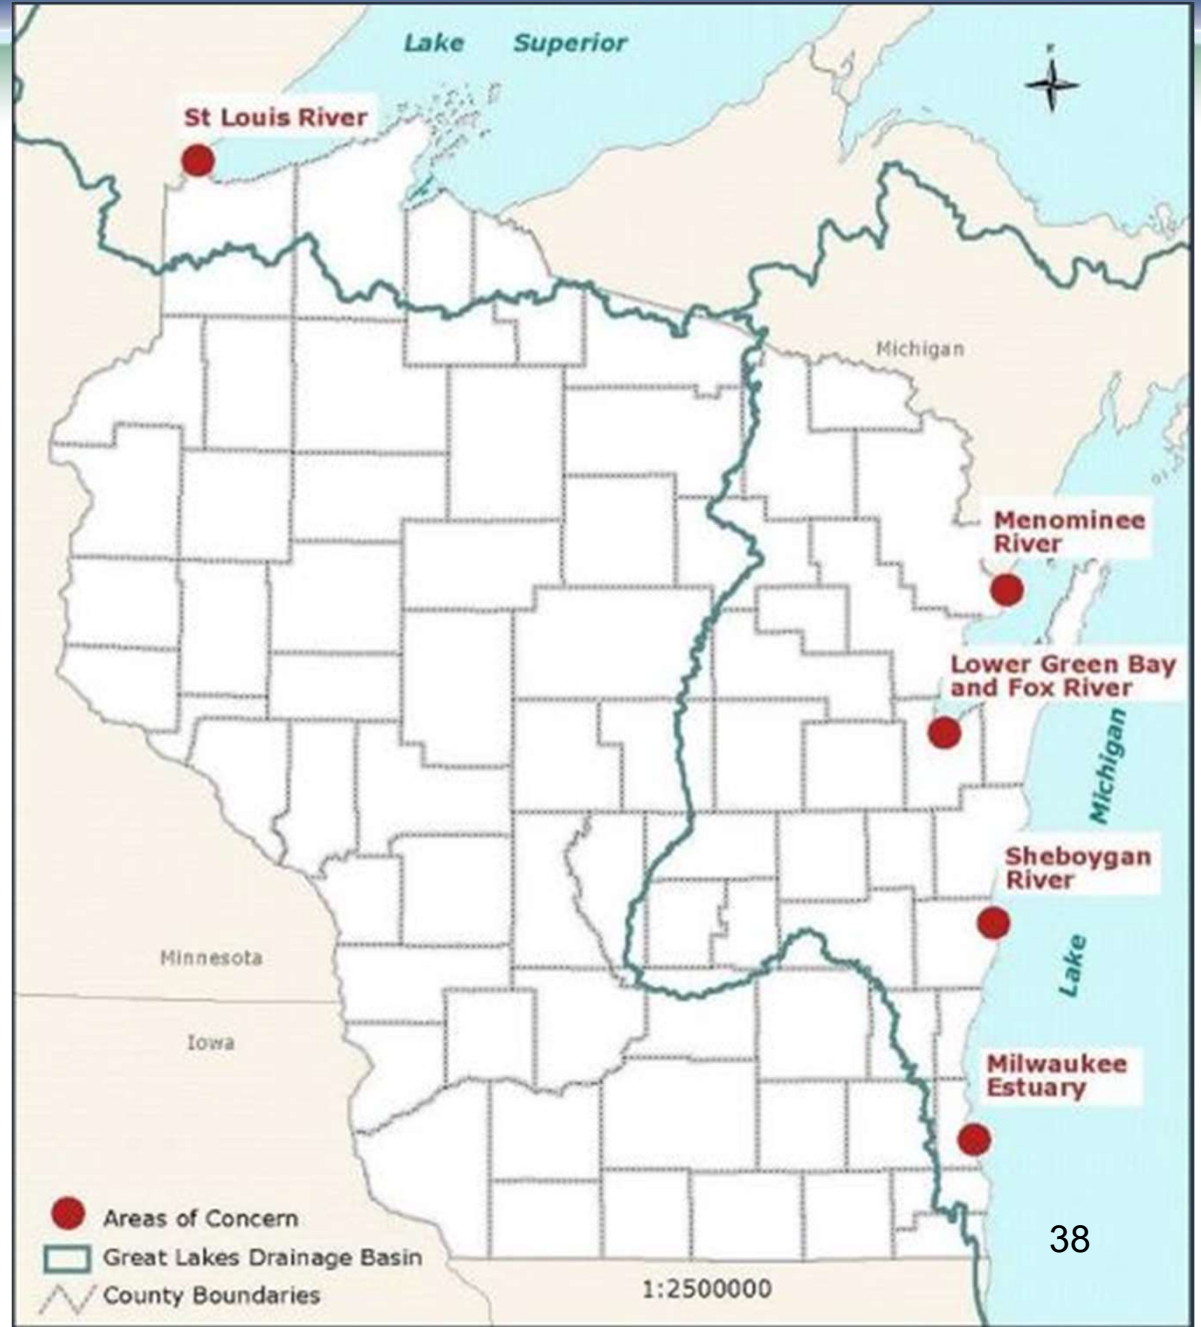 Lake Superior
St Louis River
Michigan
Menominee
River
Lower Green Bay
and Fox River
Lake Michigan
Sheboygan
River
Minnesota
Iowa
Milwaukee
Estuary
Areas of Concern
Great Lakes Drainage Basin
County Boundaries
1:2500000
38